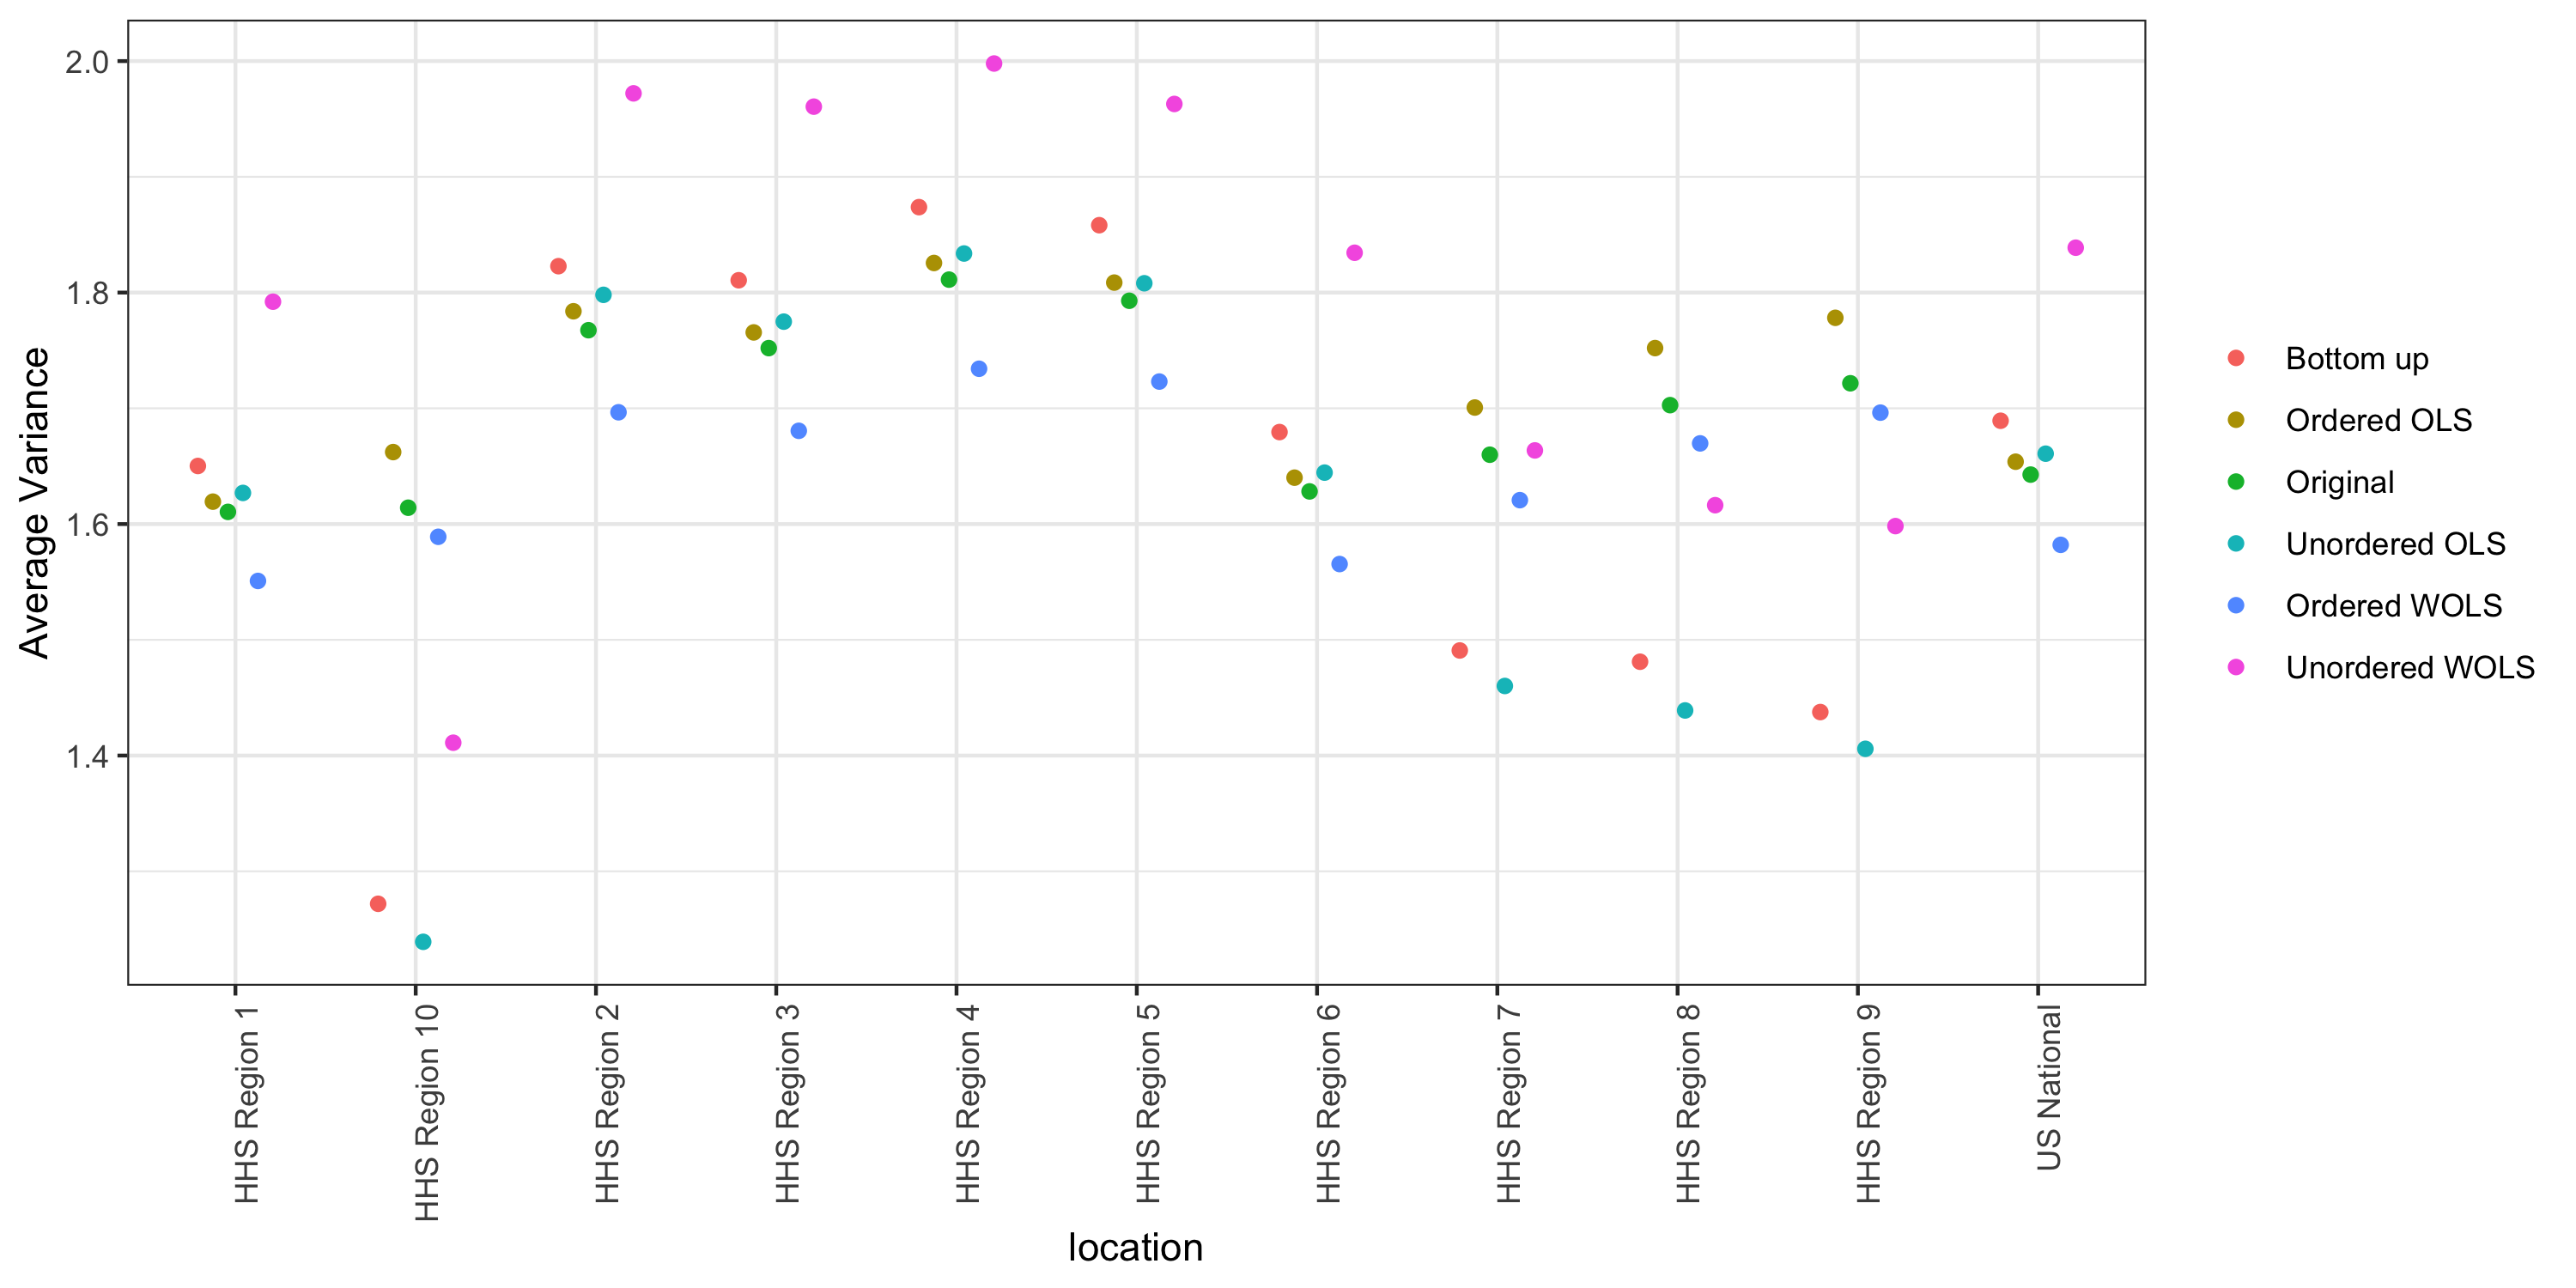 Average Variance
2.0
1.8
1.6
1.4
HHS Region 1
HHS Region 10
HHS Region 2
HHS Region 3
HHS Region 4
HHS Region 5
HHS Region 6
HHS Region 7
HHS Region 8
HHS Region 9
US National
location
Bottom up
Ordered OLS
Original
Unordered OLS
Ordered WOLS
Unordered WOLS